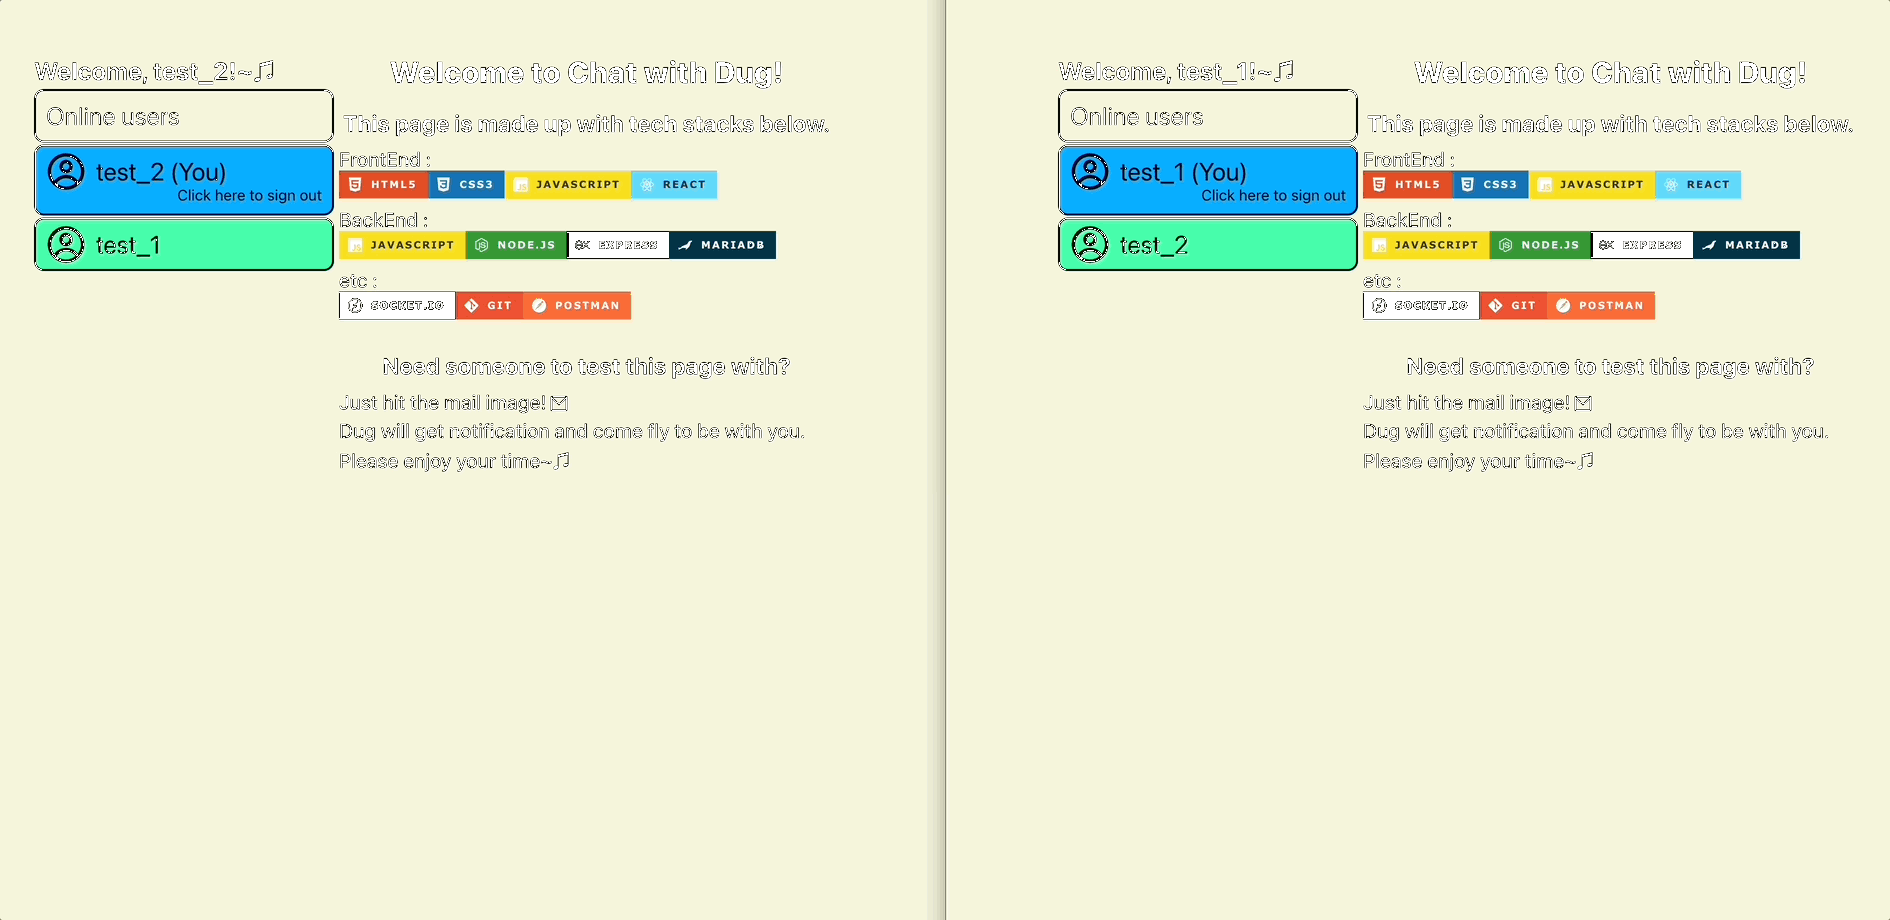 Welcome, test_2!~♫
Online users
test_2 (You)
Click here to sign out
test_1
Welcome to Chat with Dug!
This page is made up with tech stacks below.
FrontEnd :
HTML5 CSS3 JAVASCRIPT REACT
BackEnd :
JAVASCRIPT NODE.JS EXPRESS MARIADB
etc :
SOCKET.IO GIT POSTMAN
Need someone to test this page with?
Just hit the mail image!
Dug will get notification and come fly to be with you.
Please enjoy your time~♫
Welcome, test_1!~♫
Online users
test_1 (You)
Click here to sign out
test_2
Welcome to Chat with Dug!
This page is made up with tech stacks below.
FrontEnd :
HTML5 CSS3 JAVASCRIPT REACT
BackEnd :
JAVASCRIPT NODE.JS EXPRESS MARIADB
etc :
SOCKET.IO GIT POSTMAN
Need someone to test this page with?
Just hit the mail image!
Dug will get notification and come fly to be with you.
Please enjoy your time~♫